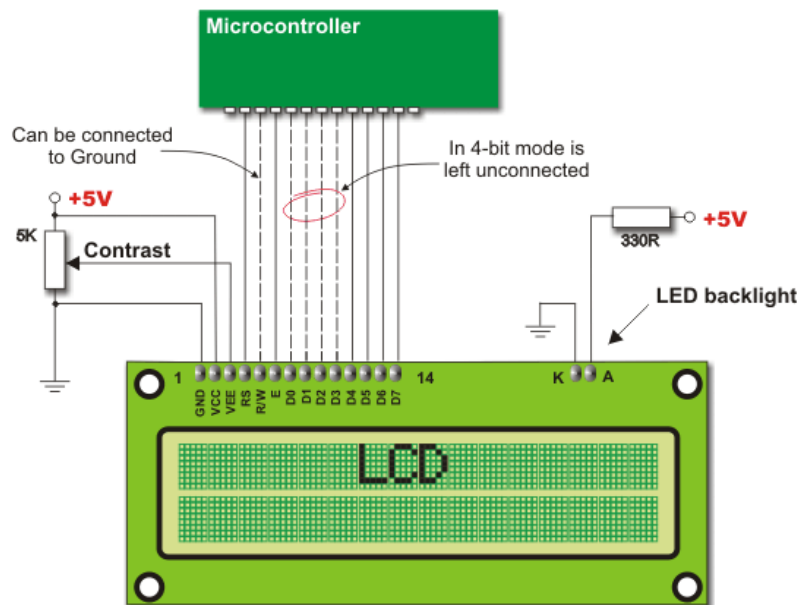 Microcontroller
Can be connected
to Ground
In 4-bit mode is
left unconnected
+5V
5K
Contrast
+5V
330R
LED backlight
1
14
K
A
GND
VCC
VEE
RS
R/W
E
D0
D1
D2
D3
D4
D5
D6
D7
LCD